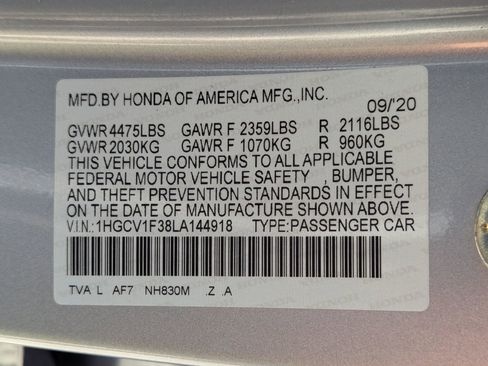 MFD.BY HONDA OF AMERICA MFG.,INC. 09/'20
GVWR 4475LBS GAWR F 2359LBS R 2116LBS
GVWR 2030KG GAWR F 1070KG R 960KG
THIS VEHICLE CONFORMS TO ALL APPLICABLE
FEDERAL MOTOR VEHICLE SAFETY , BUMPER,
AND THEFT PREVENTION STANDARDS IN EFFECT
ON THE DATE OF MANUFACTURE SHOWN ABOVE.
V.I.N.:1HGCV1F38LA144918 TYPE:PASSENGER CAR
TVA L AF7 NH830M .Z .A